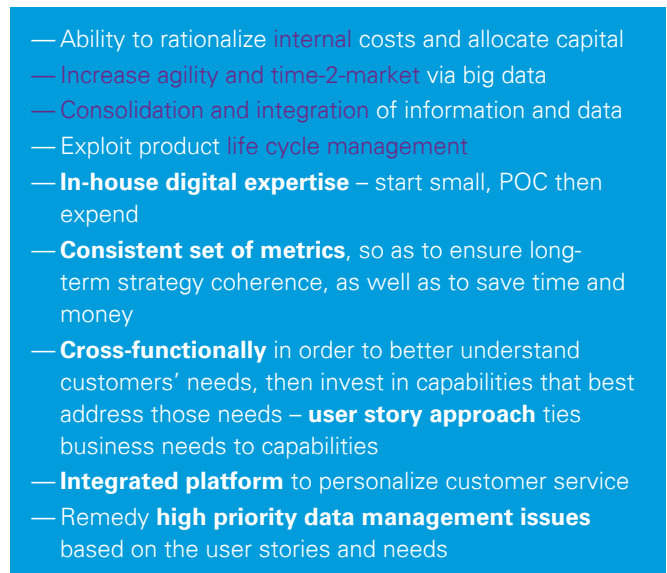 — Ability to rationalize internal costs and allocate capital
— Increase agility and time-2-market via big data
— Consolidation and integration of information and data
— Exploit product life cycle management
— In-house digital expertise – start small, POC then
expend
— Consistent set of metrics, so as to ensure long-
term strategy coherence, as well as to save time and
money
— Cross-functionally in order to better understand
customers’ needs, then invest in capabilities that best
address those needs – user story approach ties
business needs to capabilities
— Integrated platform to personalize customer service
— Remedy high priority data management issues
based on the user stories and needs